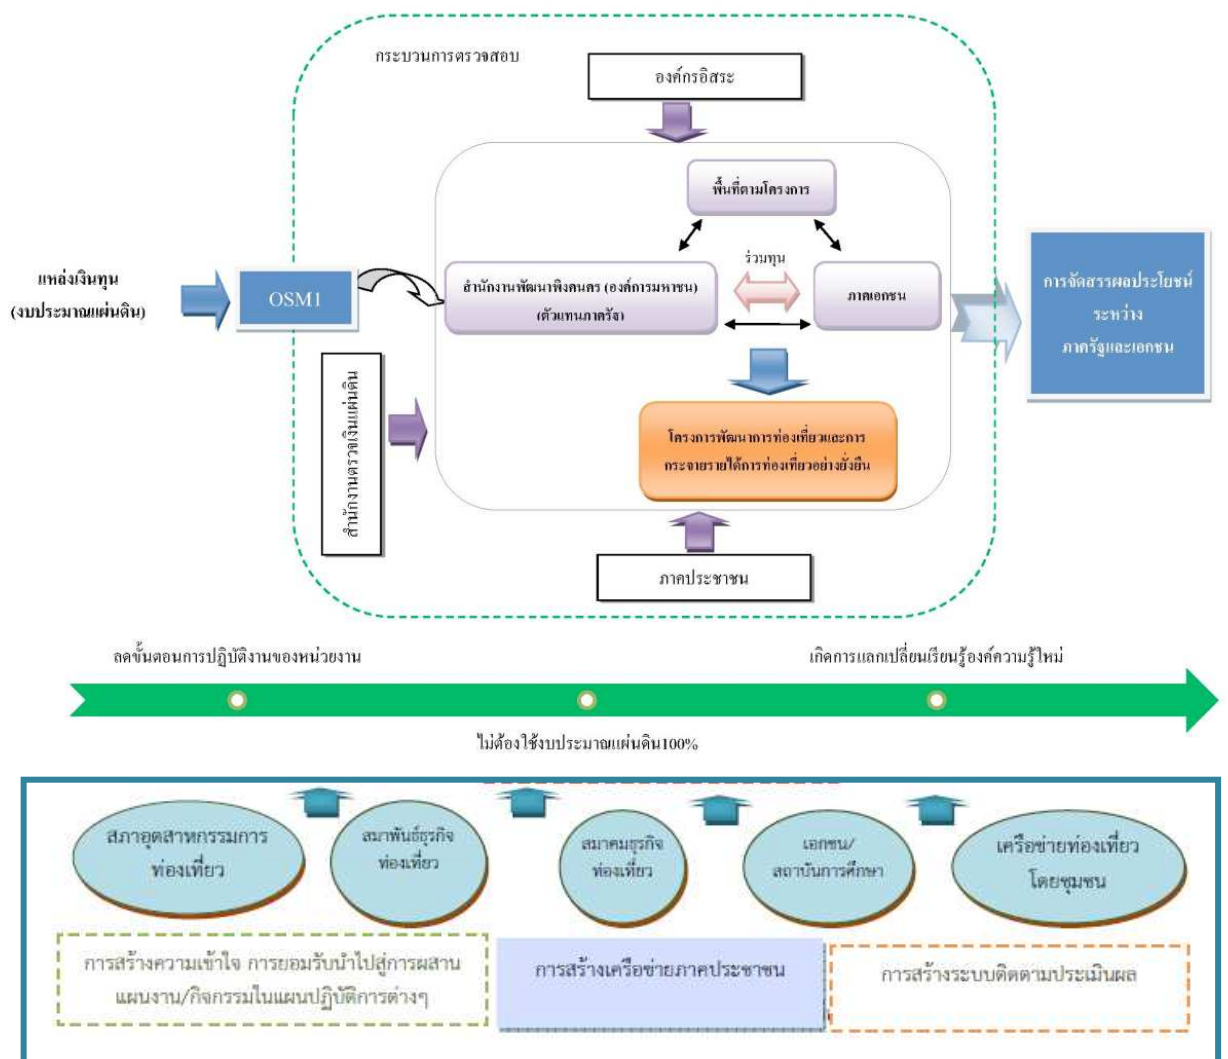 กระบวนการตรวจสอบ
องค์กรอิสระ
พื้นที่ตามโครงการ
แหล่งเงินทุน
(งบประมาณแผ่นดิน)
OSM1
สำนักงานพัฒนาพิงคนคร (องค์การมหาชน)
(ตัวแทนภาครัฐ)
ร่วมทุน
ภาคเอกชน
การจัดสรรผลประโยชน์
ระหว่าง
ภาครัฐและเอกชน
สำนักงานตรวจเงินแผ่นดิน
โครงการพัฒนาการท่องเที่ยวและการ
กระจายรายได้การท่องเที่ยวอย่างยั่งยืน
ภาคประชาชน
ลดขั้นตอนการปฏิบัติงานของหน่วยงาน
เกิดการแลกเปลี่ยนเรียนรู้องค์ความรู้ใหม่
ไม่ต้องใช้งบประมาณแผ่นดิน100%
สภาอุตสาหกรรมการ
ท่องเที่ยว
สมาพันธ์ธุรกิจ
ท่องเที่ยว
สมาคมธุรกิจ
ท่องเที่ยว
เอกชน/
สถาบันการศึกษา
เครือข่ายท่องเที่ยว
โดยชุมชน
การสร้างความเข้าใจ การยอมรับนำไปสู่การผสาน
แผนงาน/กิจกรรมในแผนปฏิบัติการต่างๆ
การสร้างเครือข่ายภาคประชาชน
การสร้างระบบติดตามประเมินผล